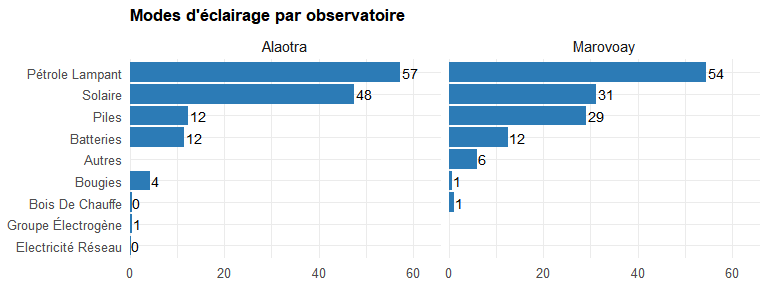 Modes d'éclairage par observatoire
Alaotra Marovoay
Pétrole Lampant 57 54
Solaire 48 31
Piles 12 29
Batteries 12 12
Autres 6
Bougies 4 1
Bois De Chauffe 0 1
Groupe Électrogène 1
Electricité Réseau 0
0 20 40 60 0 20 40 60